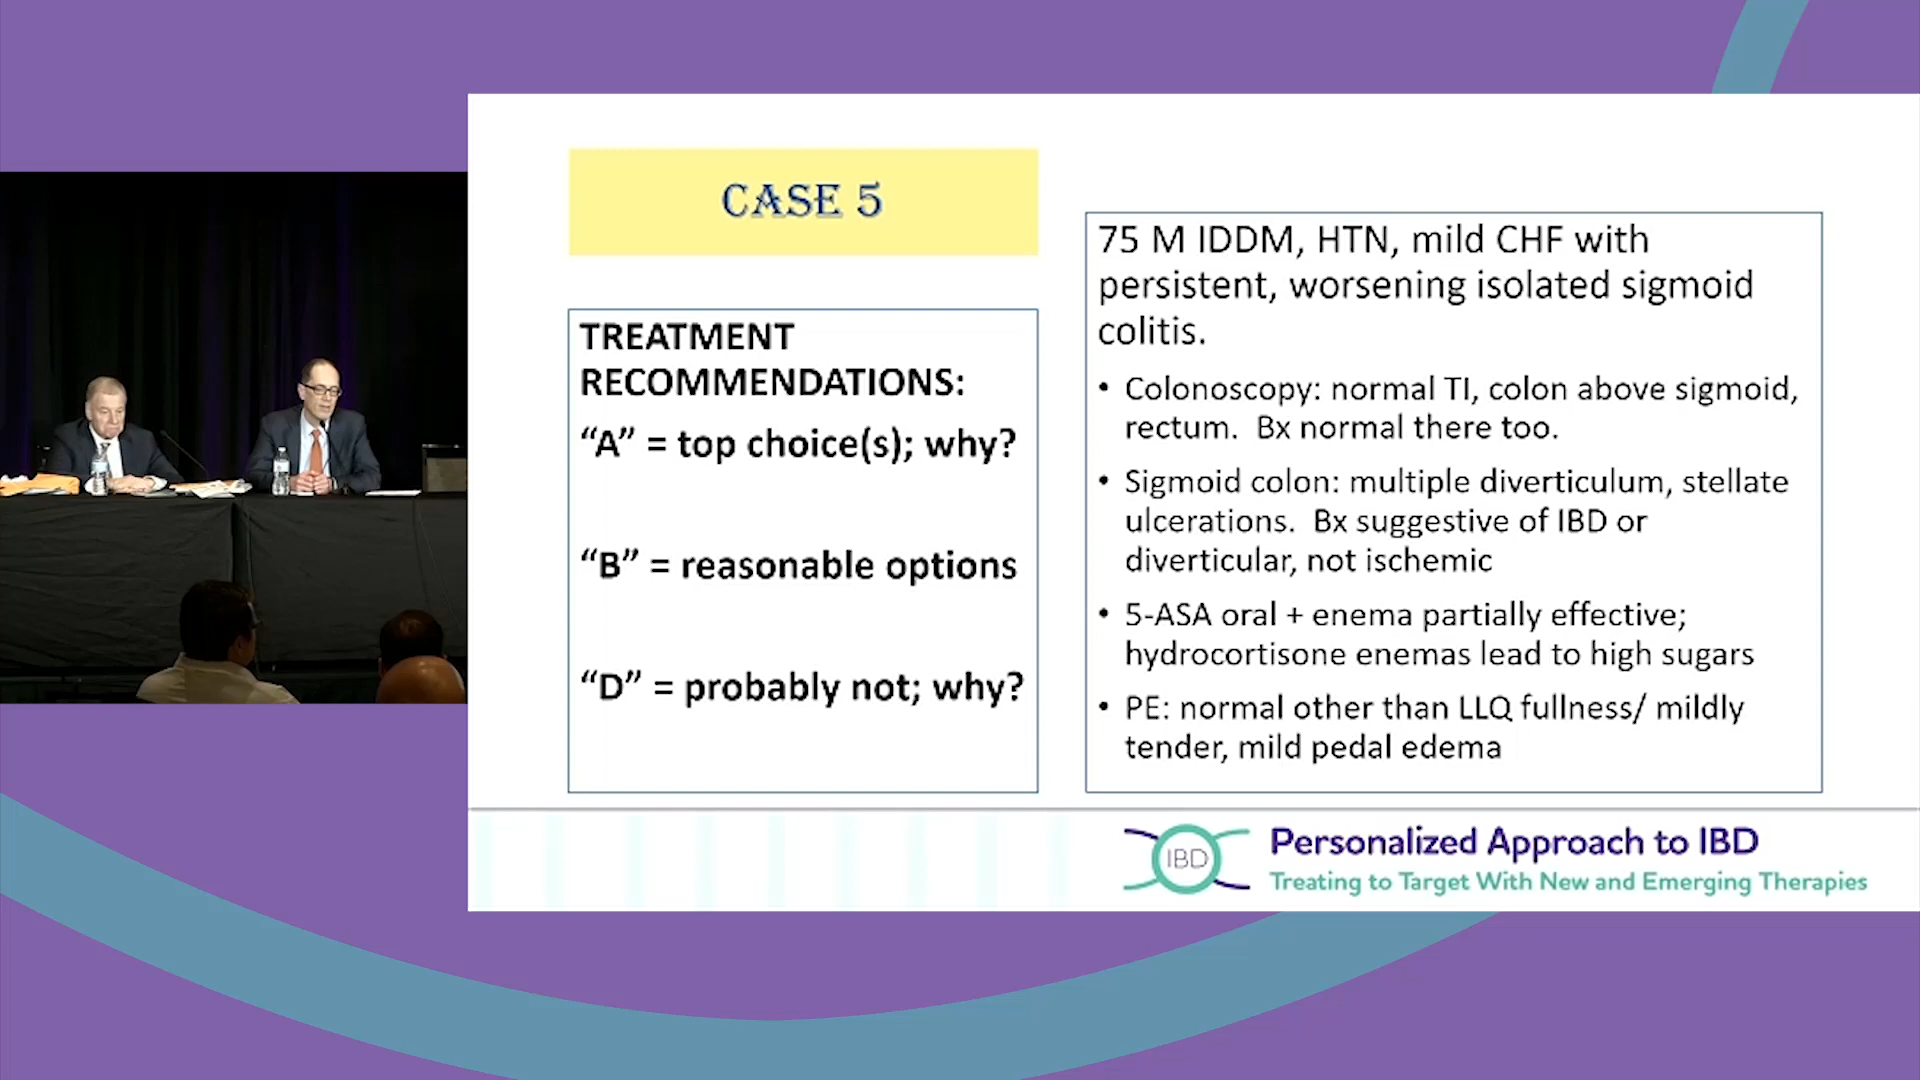 CASE 5
TREATMENT
RECOMMENDATIONS:
“A” = top choice(s); why?
“B” = reasonable options
“D” = probably not; why?
75 M IDDM, HTN, mild CHF with
persistent, worsening isolated sigmoid
colitis.
• Colonoscopy: normal TI, colon above sigmoid,
rectum.  Bx normal there too.
• Sigmoid colon: multiple diverticulum, stellate
ulcerations.  Bx suggestive of IBD or
diverticular, not ischemic
• 5-ASA oral + enema partially effective;
hydrocortisone enemas lead to high sugars
• PE: normal other than LLQ fullness/ mildly
tender, mild pedal edema
IBD
Personalized Approach to IBD
Treating to Target With New and Emerging Therapies